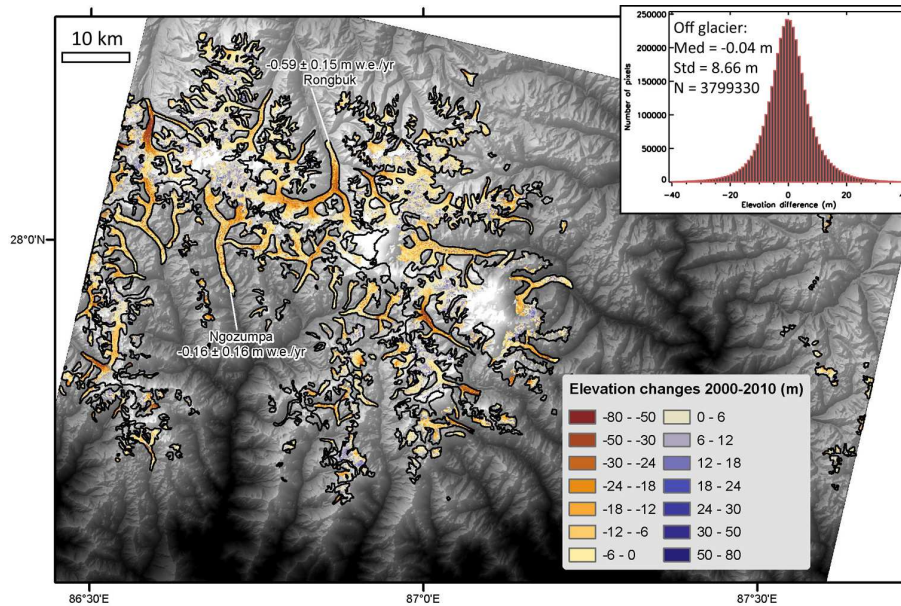 10 km
-0.59 ± 0.15 m w.e./yr
Rongbuk
28°0'N
Ngozumpa
-0.16 ± 0.16 m w.e./yr
86°30'E
87°0'E
87°30'E
Off glacier:
Med = -0.04 m
Std = 8.66 m
N = 3799330
250000
200000
150000
100000
50000
0
Number of pixels
-40
-20
0
20
Elevation difference (m)
Elevation changes 2000-2010 (m)
-80 - -50
-50 - -30
-30 - -24
-24 - -18
-18 - -12
-12 - -6
-6 - 0
0 - 6
6 - 12
12 - 18
18 - 24
24 - 30
30 - 50
50 - 80